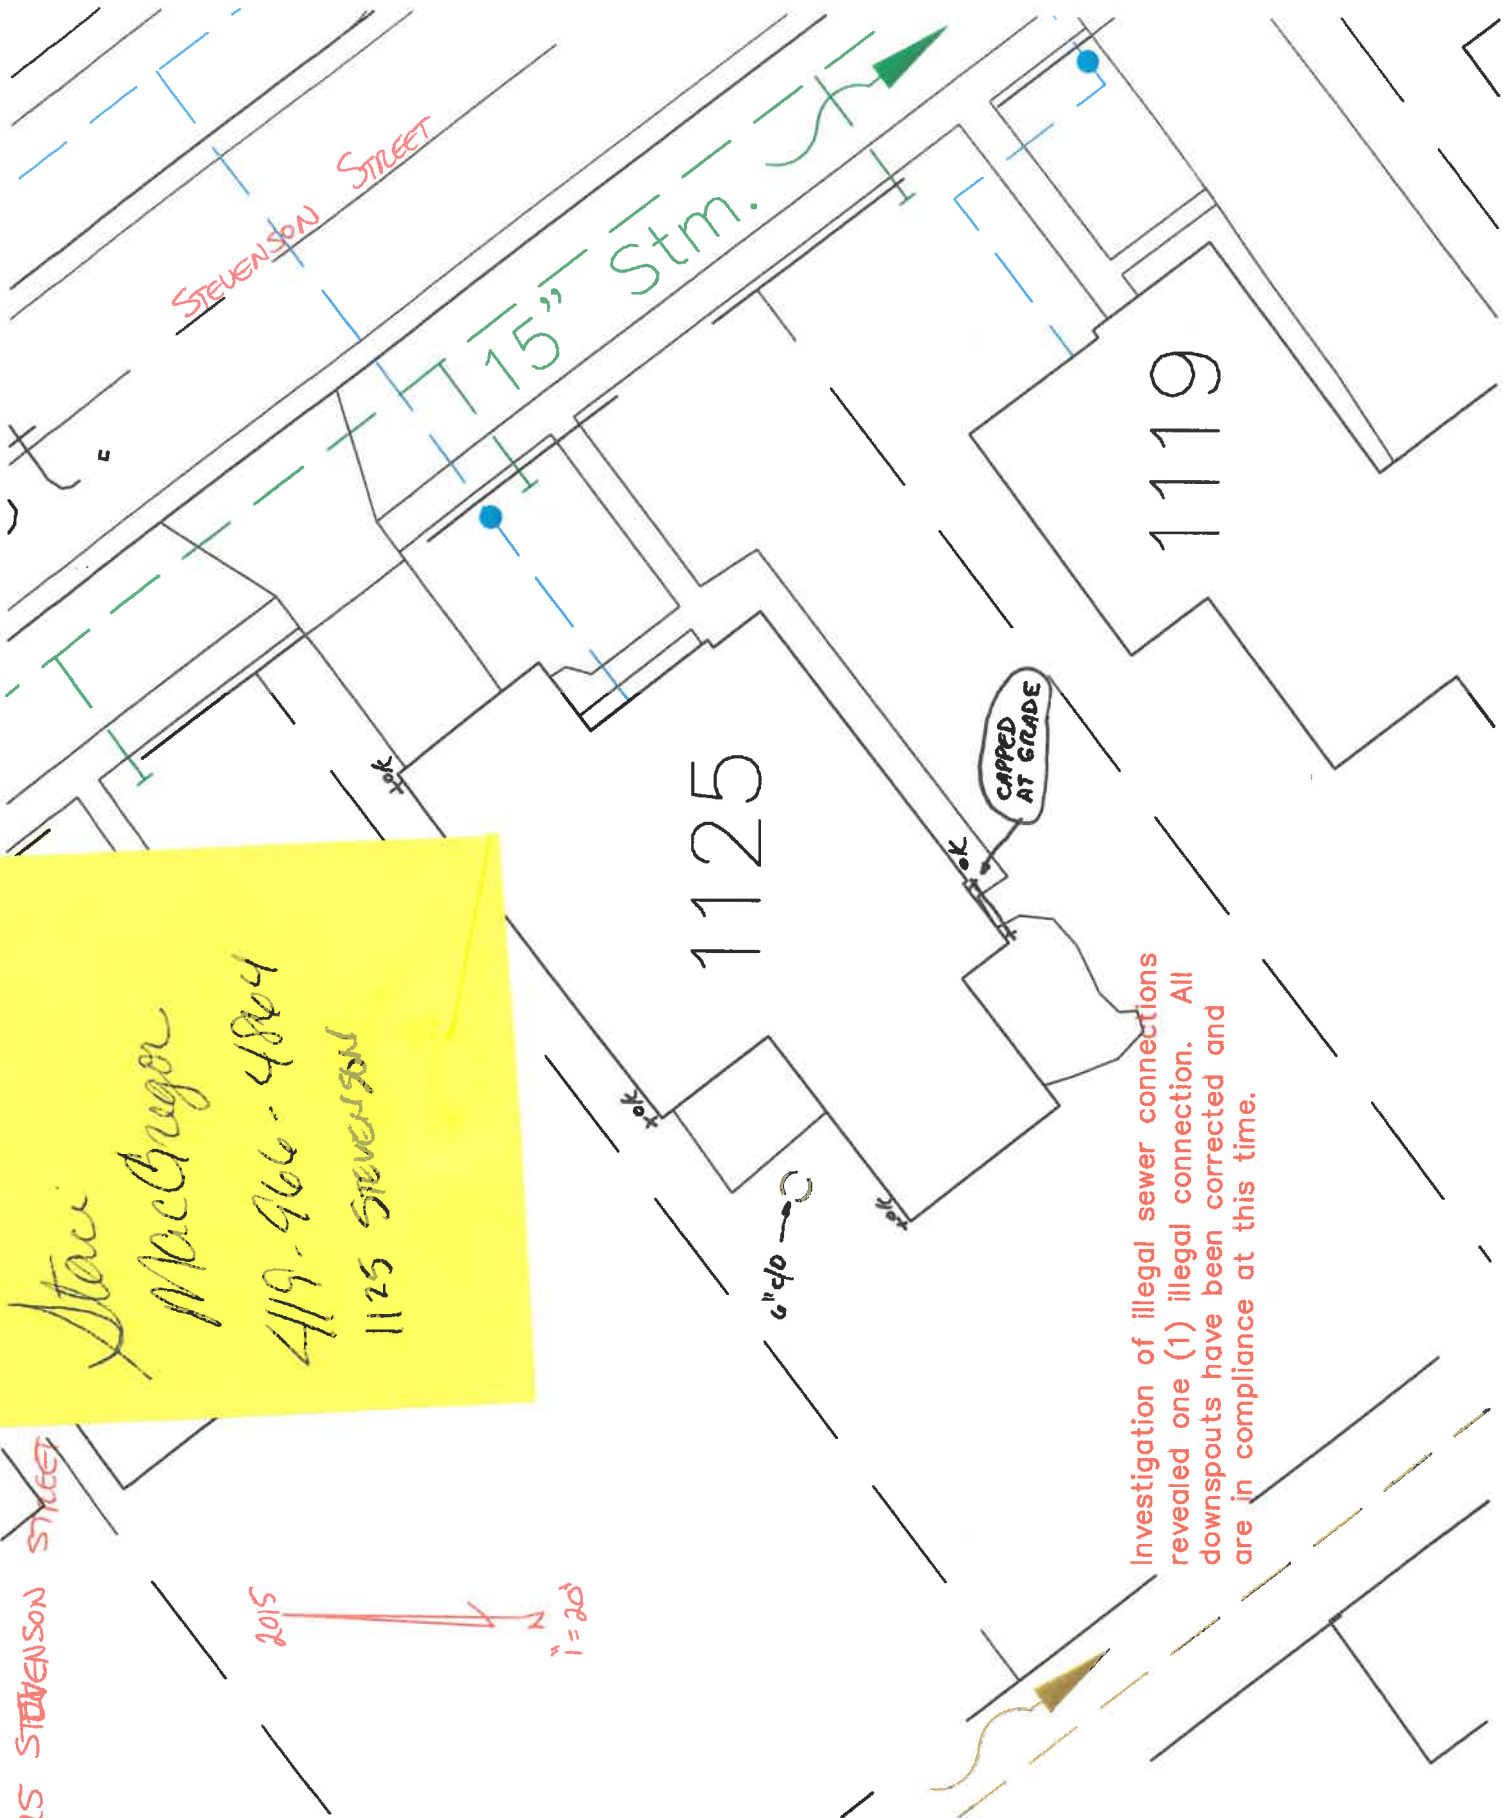 STEVENSON STREET
15" Stm.
1119
1125
CAPPED
AT GRADE
OK
OK
OK
OK
6" c/o
Staci
MacGregor
419-966-4864
1125 STEVENSON
STEVENSON STREET
2015
N
1"=20'
Investigation of illegal sewer connections
revealed one (1) illegal connection. All
downspouts have been corrected and
are in compliance at this time.